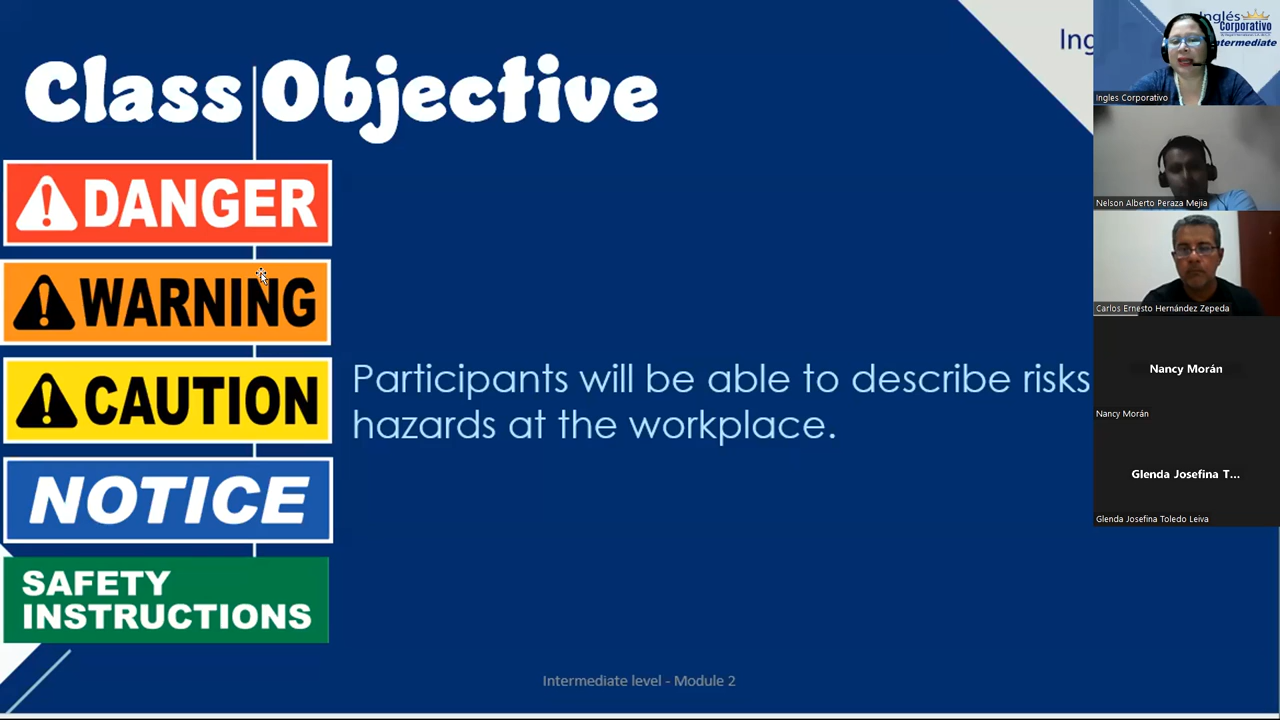 Class Objective
DANGER
WARNING
CAUTION
NOTICE
SAFETY
INSTRUCTIONS
Participants will be able to describe risks
hazards at the workplace.
Intermediate level - Module 2
Ing
Inglés
Corporativo
Intermediate
Ingles Corporativo
Nelson Alberto Peraza Mejia
Carlos Ernesto Hernández Zepeda
Nancy Morán
Nancy Morán
Glenda Josefina T...
Glenda Josefina Toledo Leiva